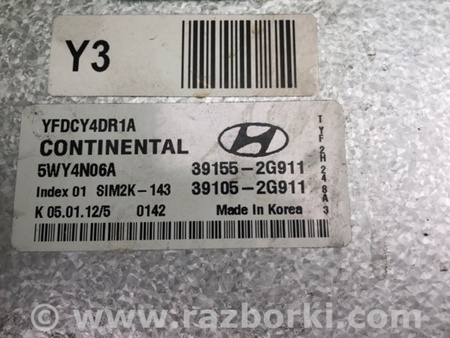 Y3
YFDCY4DR1A
CONTINENTAL
5WY4N06A 39155-2G911
Index 01 SIM2K-143 39105-2G911
K 05.01.12/5 0142 Made in Korea
TYF2H248A3
www.razborki.com